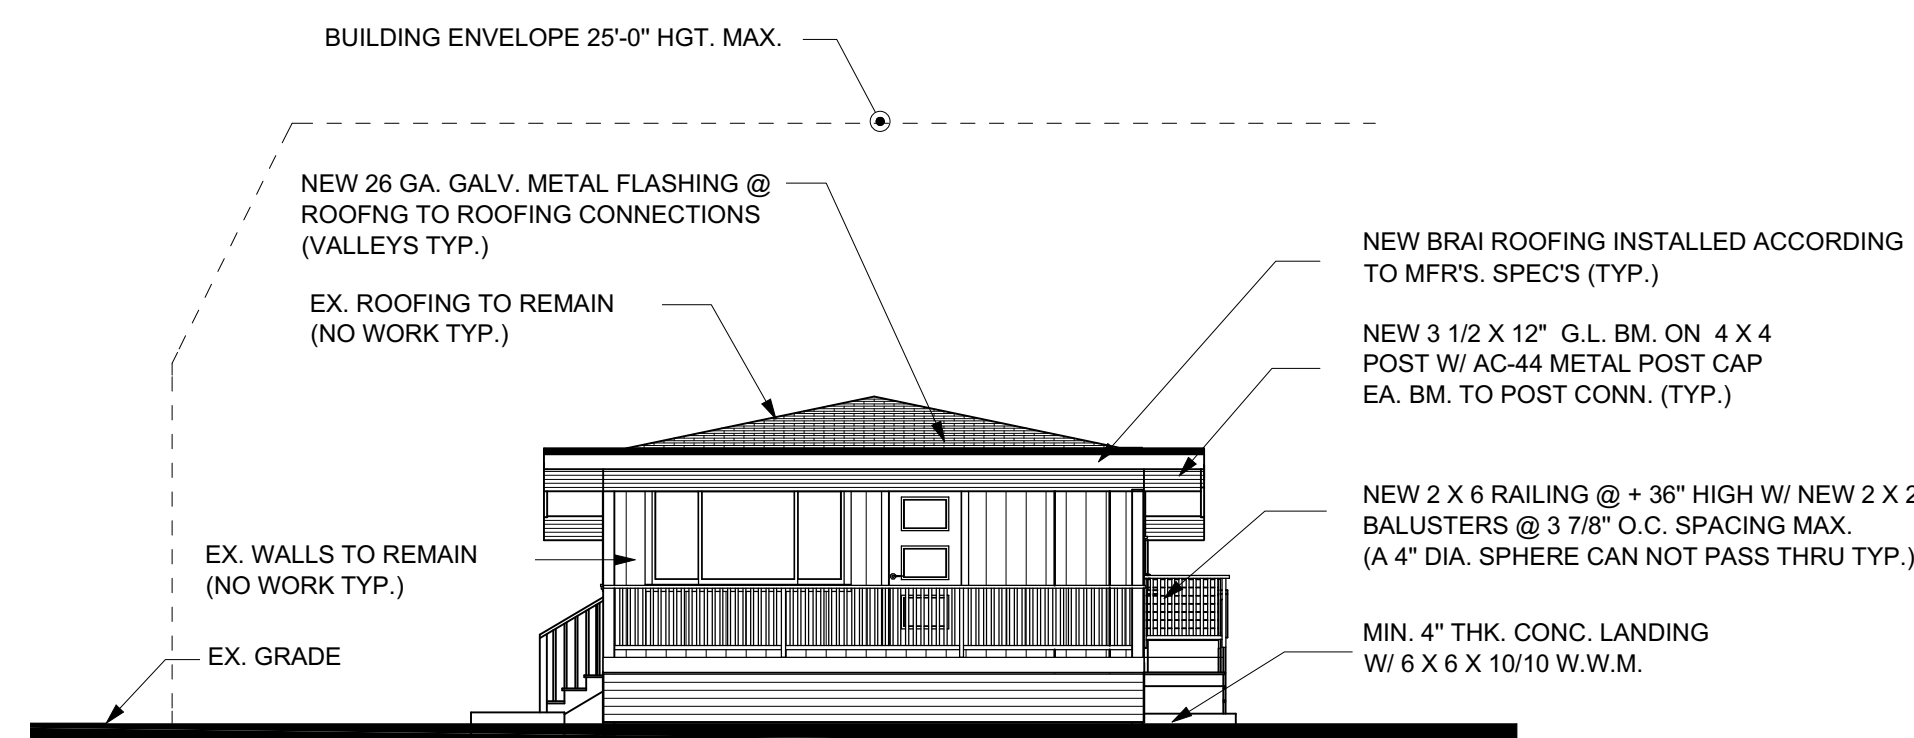 BUILDING ENVELOPE 25'-0" HGT. MAX.
NEW 26 GA. GALV. METAL FLASHING @
ROOFNG TO ROOFING CONNECTIONS
(VALLEYS TYP.)
EX. ROOFING TO REMAIN
(NO WORK TYP.)
EX. WALLS TO REMAIN
(NO WORK TYP.)
EX. GRADE
NEW BRAI ROOFING INSTALLED ACCORDING
TO MFR'S. SPEC'S (TYP.)
NEW 3 1/2 X 12" G.L. BM. ON 4 X 4
POST W/ AC-44 METAL POST CAP
EA. BM. TO POST CONN. (TYP.)
NEW 2 X 6 RAILING @ + 36" HIGH W/ NEW 2 X 2
BALUSTERS @ 3 7/8" O.C. SPACING MAX.
(A 4" DIA. SPHERE CAN NOT PASS THRU TYP.)
MIN. 4" THK. CONC. LANDING
W/ 6 X 6 X 10/10 W.W.M.